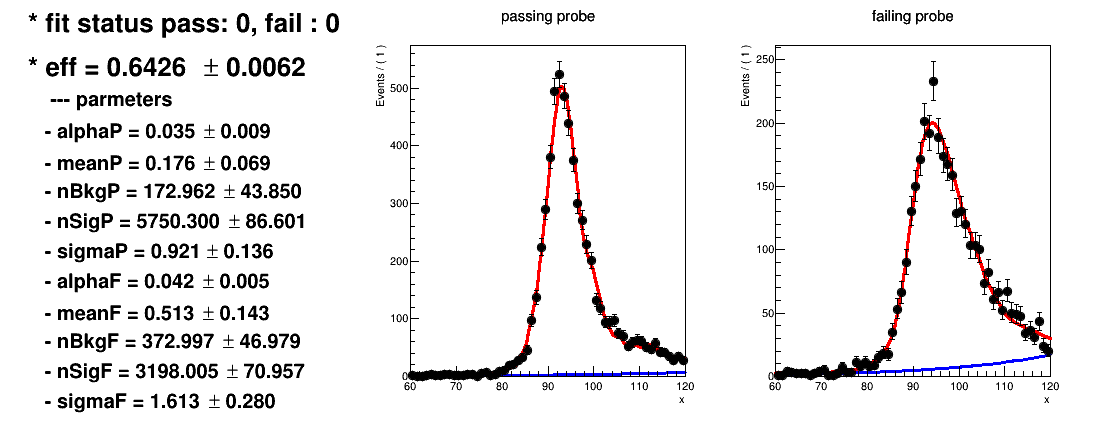 * fit status pass: 0, fail : 0
* eff = 0.6426 ± 0.0062
--- parmeters
- alphaP = 0.035 ± 0.009
- meanP = 0.176 ± 0.069
- nBkgP = 172.962 ± 43.850
- nSigP = 5750.300 ± 86.601
- sigmaP = 0.921 ± 0.136
- alphaF = 0.042 ± 0.005
- meanF = 0.513 ± 0.143
- nBkgF = 372.997 ± 46.979
- nSigF = 3198.005 ± 70.957
- sigmaF = 1.613 ± 0.280
passing probe
Events / ( 1 )
500
400
300
200
100
0
60 70 80 90 100 110 120
x
failing probe
Events / ( 1 )
250
200
150
100
50
0
60 70 80 90 100 110 120
x